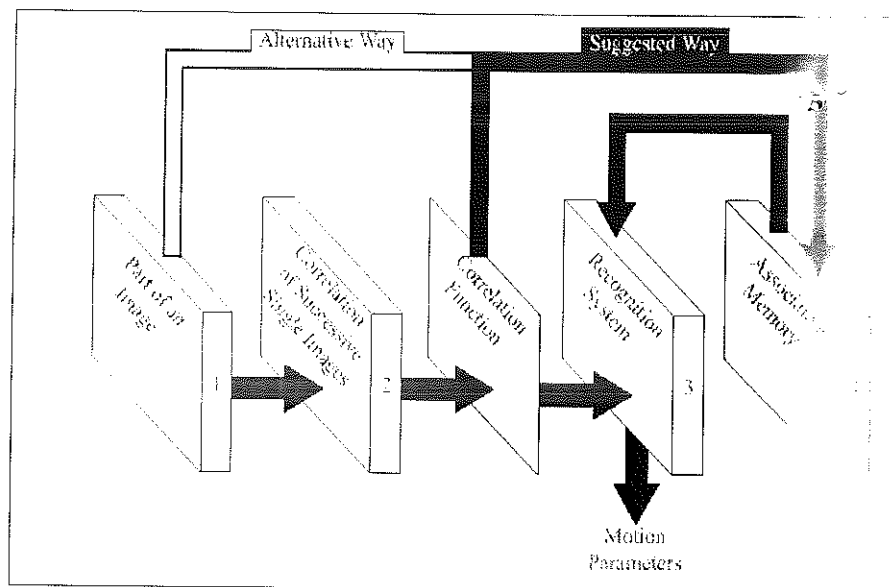 Alternative Way
Suggested Way
Part of an
Image
1
Correlation
of Successive
Single Images
2
Correlation
Function
Recognition
System
3
Memory
Motion
Parameters